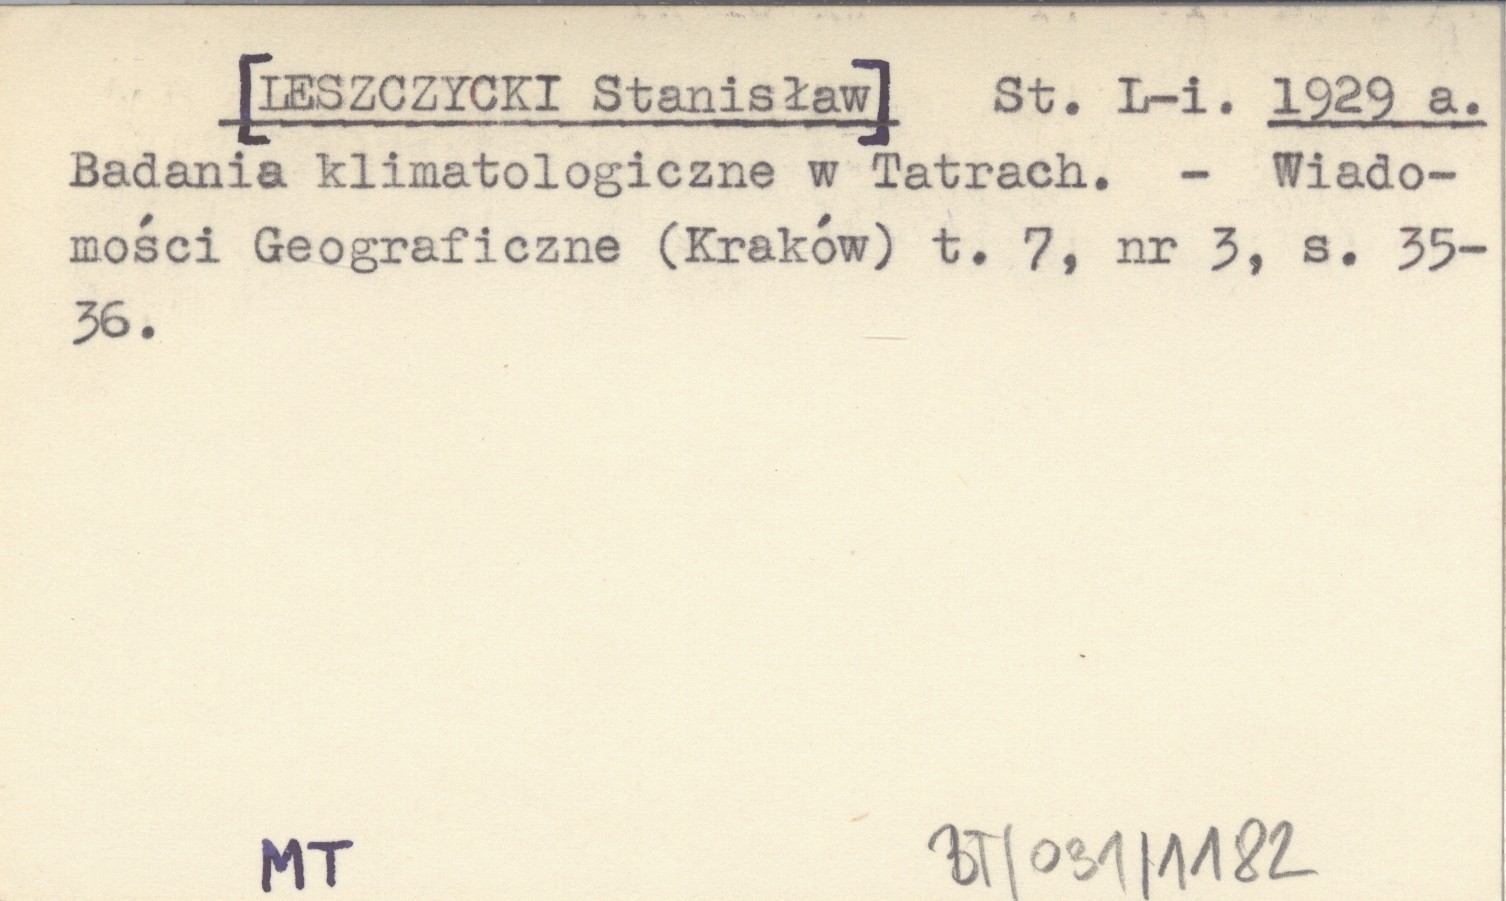 [LESZCZYCKI Stanisław] St. L-i. 1929 a.
Badania klimatologiczne w Tatrach. - Wiado-
mości Geograficzne (Kraków) t. 7, nr 3, s. 35-
36.
MT BT/031/1182